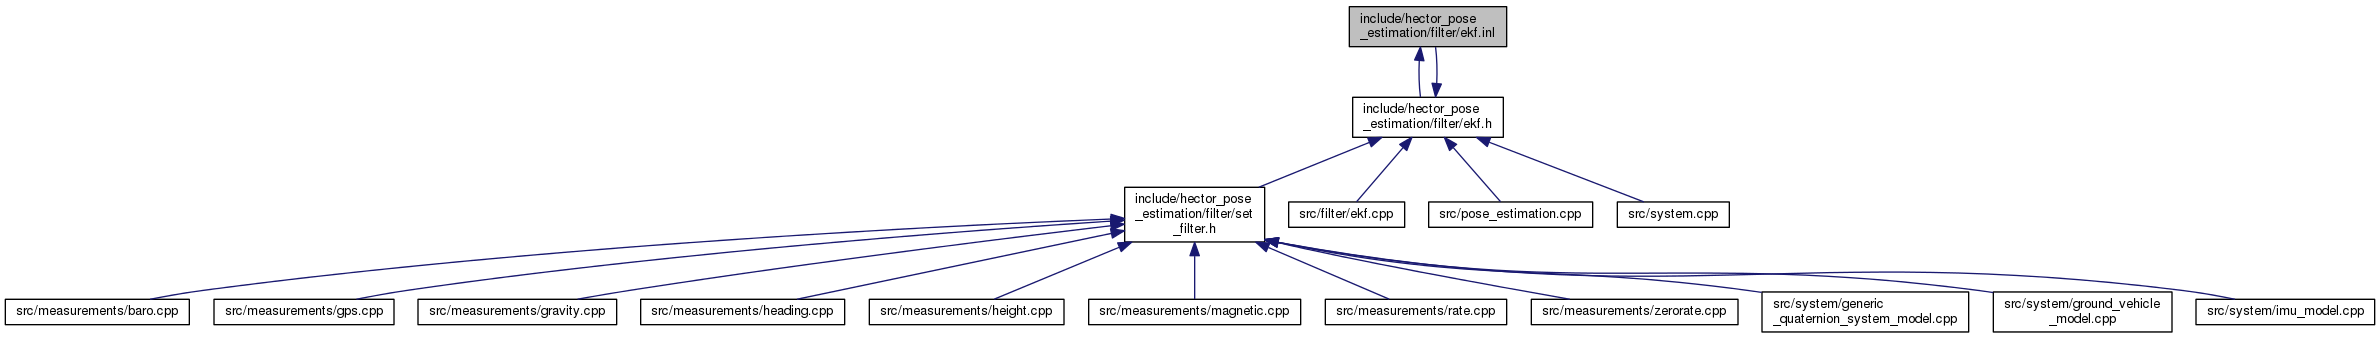 include/hector_pose
_estimation/filter/ekf.inl
include/hector_pose
_estimation/filter/ekf.h
include/hector_pose
_estimation/filter/set
_filter.h
src/filter/ekf.cpp
src/pose_estimation.cpp
src/system.cpp
src/measurements/baro.cpp
src/measurements/gps.cpp
src/measurements/gravity.cpp
src/measurements/heading.cpp
src/measurements/height.cpp
src/measurements/magnetic.cpp
src/measurements/rate.cpp
src/measurements/zerorate.cpp
src/system/generic
_quaternion_system_model.cpp
src/system/ground_vehicle
_model.cpp
src/system/imu_model.cpp